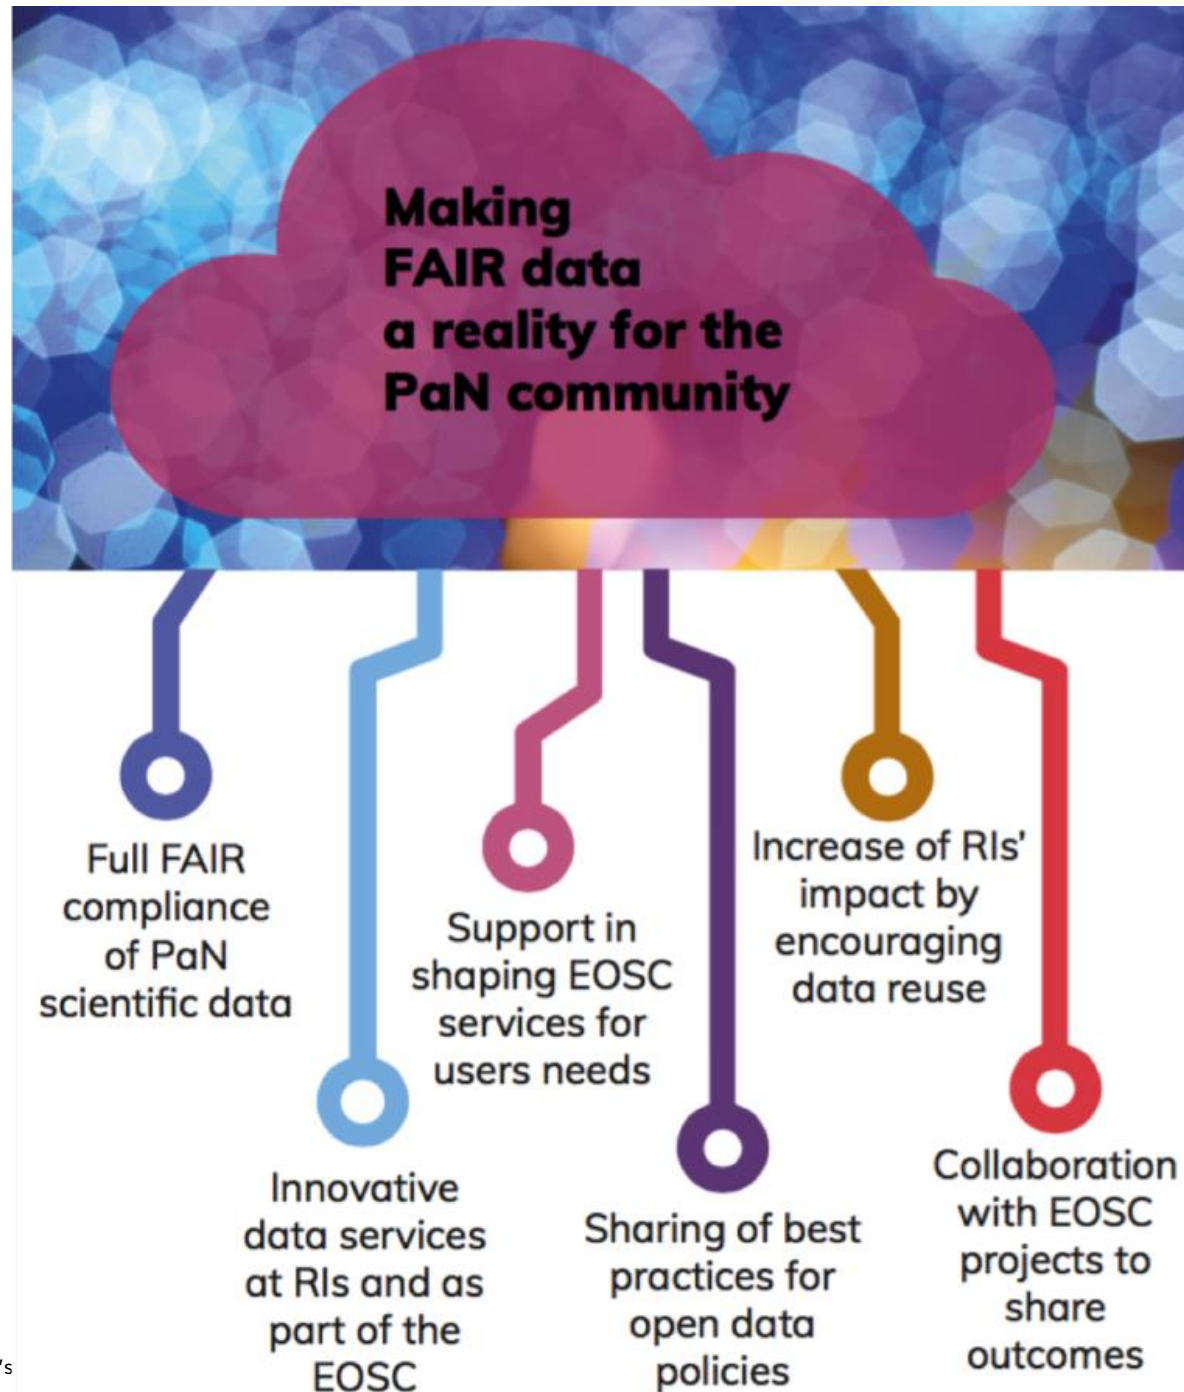 Making
FAIR data
a reality for the
PaN community
Full FAIR
compliance
of PaN
scientific data
Innovative
data services
at RIs and as
part of the
EOSC
Support in
shaping EOSC
services for
users needs
Sharing of best
practices for
open data
policies
Increase of RIs’
impact by
encouraging
data reuse
Collaboration
with EOSC
projects to
share
outcomes
’s